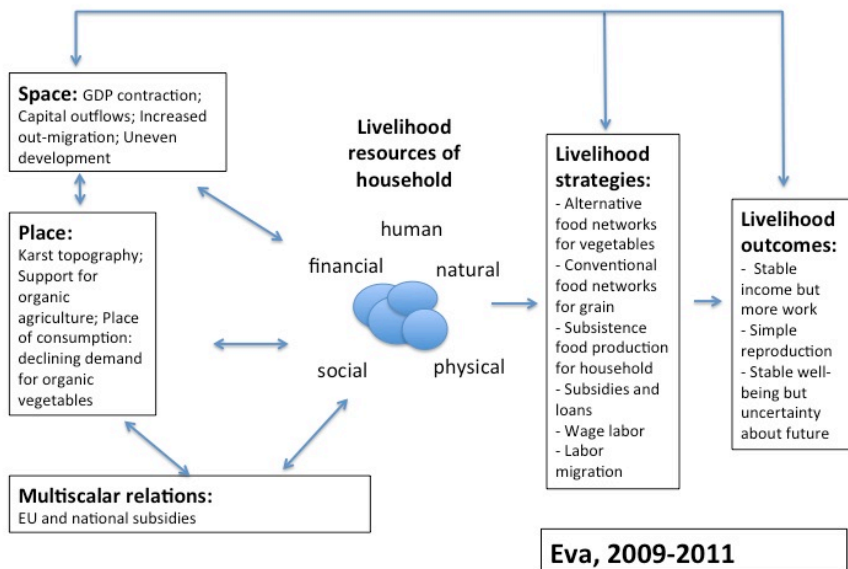 Space: GDP contraction;
Capital outflows; Increased
out-migration; Uneven
development
Place:
Karst topography;
Support for
organic
agriculture; Place
of consumption:
declining demand
for organic
vegetables
Multiscalar relations:
EU and national subsidies
Livelihood
resources of
household
human
financial
natural
social
physical
Livelihood
strategies:
- Alternative
food networks
for vegetables
- Conventional
food networks
for grain
- Subsistence
food production
for household
- Subsidies and
loans
- Wage labor
- Labor
migration
Livelihood
outcomes:
- Stable
income but
more work
- Simple
reproduction
- Stable well-
being but
uncertainty
about future
Eva, 2009-2011